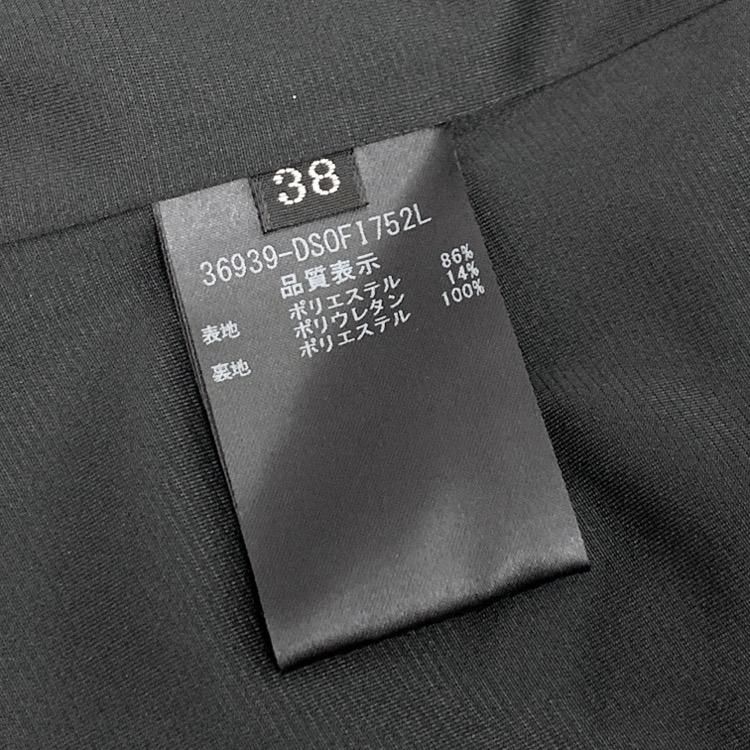 38
36939-DSOFI752L
品質表示
表地 ポリエステル 86%
ポリウレタン 14%
裏地 ポリエステル 100%